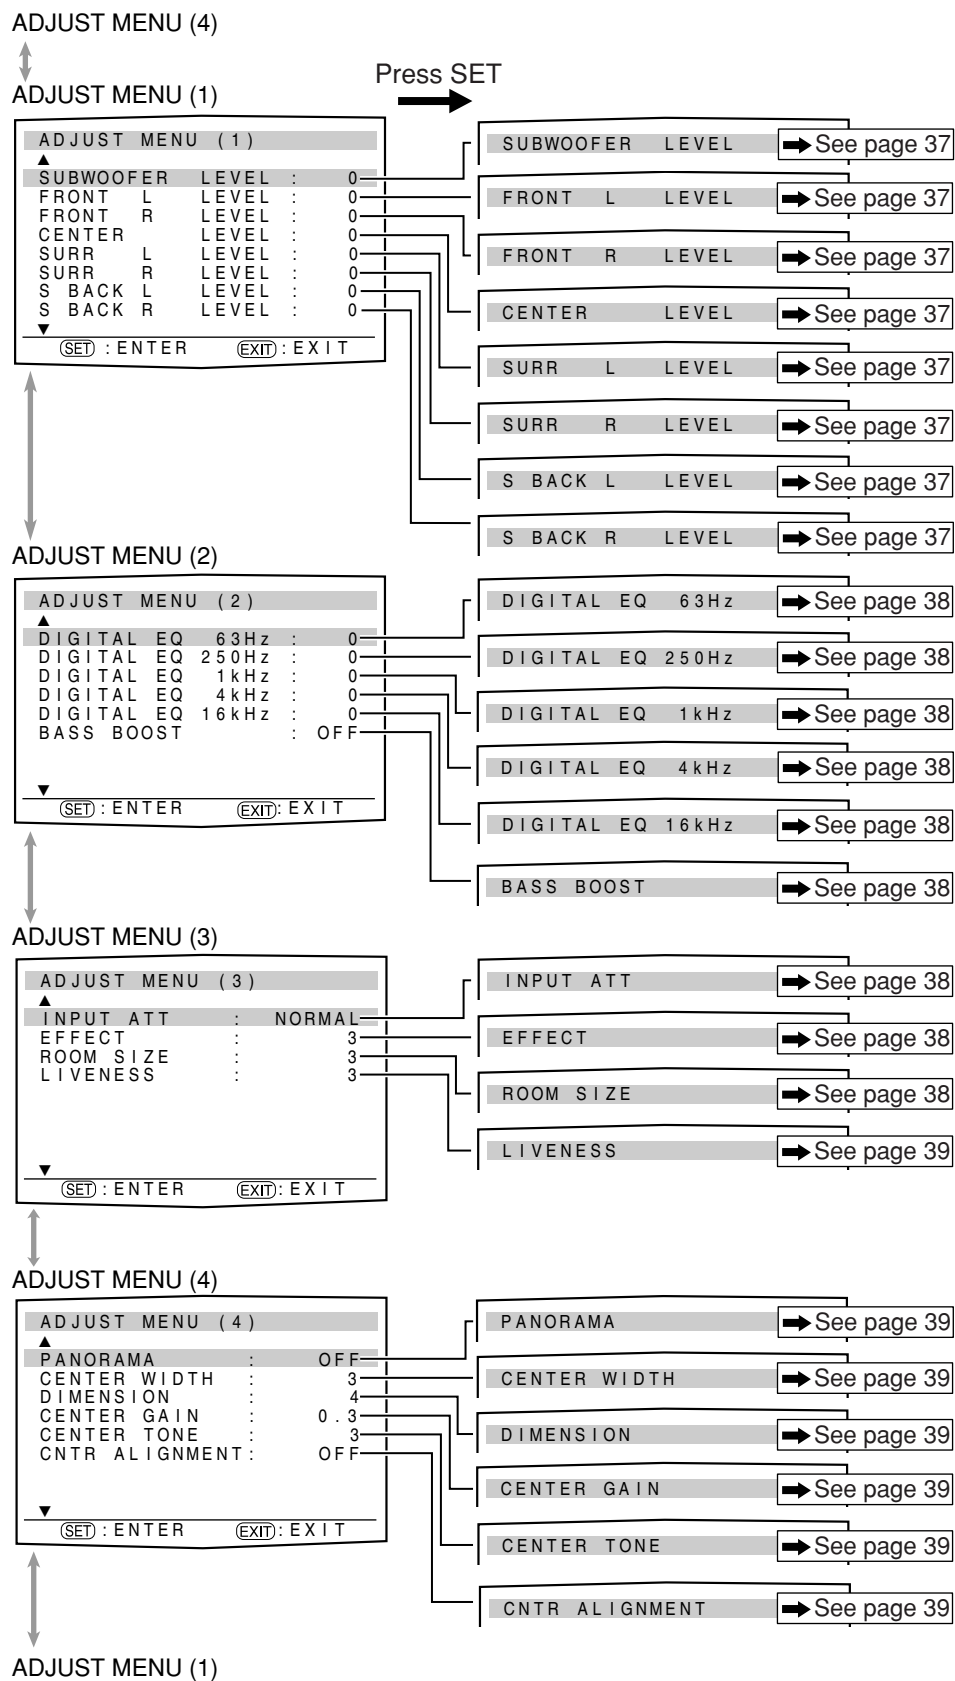 ADJUST MENU (4)
Press SET
ADJUST MENU (1)
ADJUST MENU (1)
▲
SUBWOOFER LEVEL : 0
FRONT L LEVEL : 0
FRONT R LEVEL : 0
CENTER LEVEL : 0
SURR L LEVEL : 0
SURR R LEVEL : 0
S BACK L LEVEL : 0
S BACK R LEVEL : 0
▼
SET : ENTER EXIT : EXIT
SUBWOOFER LEVEL ➡See page 37
FRONT L LEVEL ➡See page 37
FRONT R LEVEL ➡See page 37
CENTER LEVEL ➡See page 37
SURR L LEVEL ➡See page 37
SURR R LEVEL ➡See page 37
S BACK L LEVEL ➡See page 37
S BACK R LEVEL ➡See page 37
ADJUST MENU (2)
ADJUST MENU (2)
▲
DIGITAL EQ 63Hz : 0
DIGITAL EQ 250Hz : 0
DIGITAL EQ 1kHz : 0
DIGITAL EQ 4kHz : 0
DIGITAL EQ 16kHz : 0
BASS BOOST : OFF
▼
SET : ENTER EXIT : EXIT
DIGITAL EQ 63Hz ➡See page 38
DIGITAL EQ 250Hz ➡See page 38
DIGITAL EQ 1kHz ➡See page 38
DIGITAL EQ 4kHz ➡See page 38
DIGITAL EQ 16kHz ➡See page 38
BASS BOOST ➡See page 38
ADJUST MENU (3)
ADJUST MENU (3)
▲
INPUT ATT : NORMAL
EFFECT : 3
ROOM SIZE : 3
LIVENESS : 3
▼
SET : ENTER EXIT : EXIT
INPUT ATT ➡See page 38
EFFECT ➡See page 38
ROOM SIZE ➡See page 38
LIVENESS ➡See page 39
ADJUST MENU (4)
ADJUST MENU (4)
▲
PANORAMA : OFF
CENTER WIDTH : 3
DIMENSION : 4
CENTER GAIN : 0.3
CENTER TONE : 3
CNTR ALIGNMENT : OFF
▼
SET : ENTER EXIT : EXIT
PANORAMA ➡See page 39
CENTER WIDTH ➡See page 39
DIMENSION ➡See page 39
CENTER GAIN ➡See page 39
CENTER TONE ➡See page 39
CNTR ALIGNMENT ➡See page 39
ADJUST MENU (1)